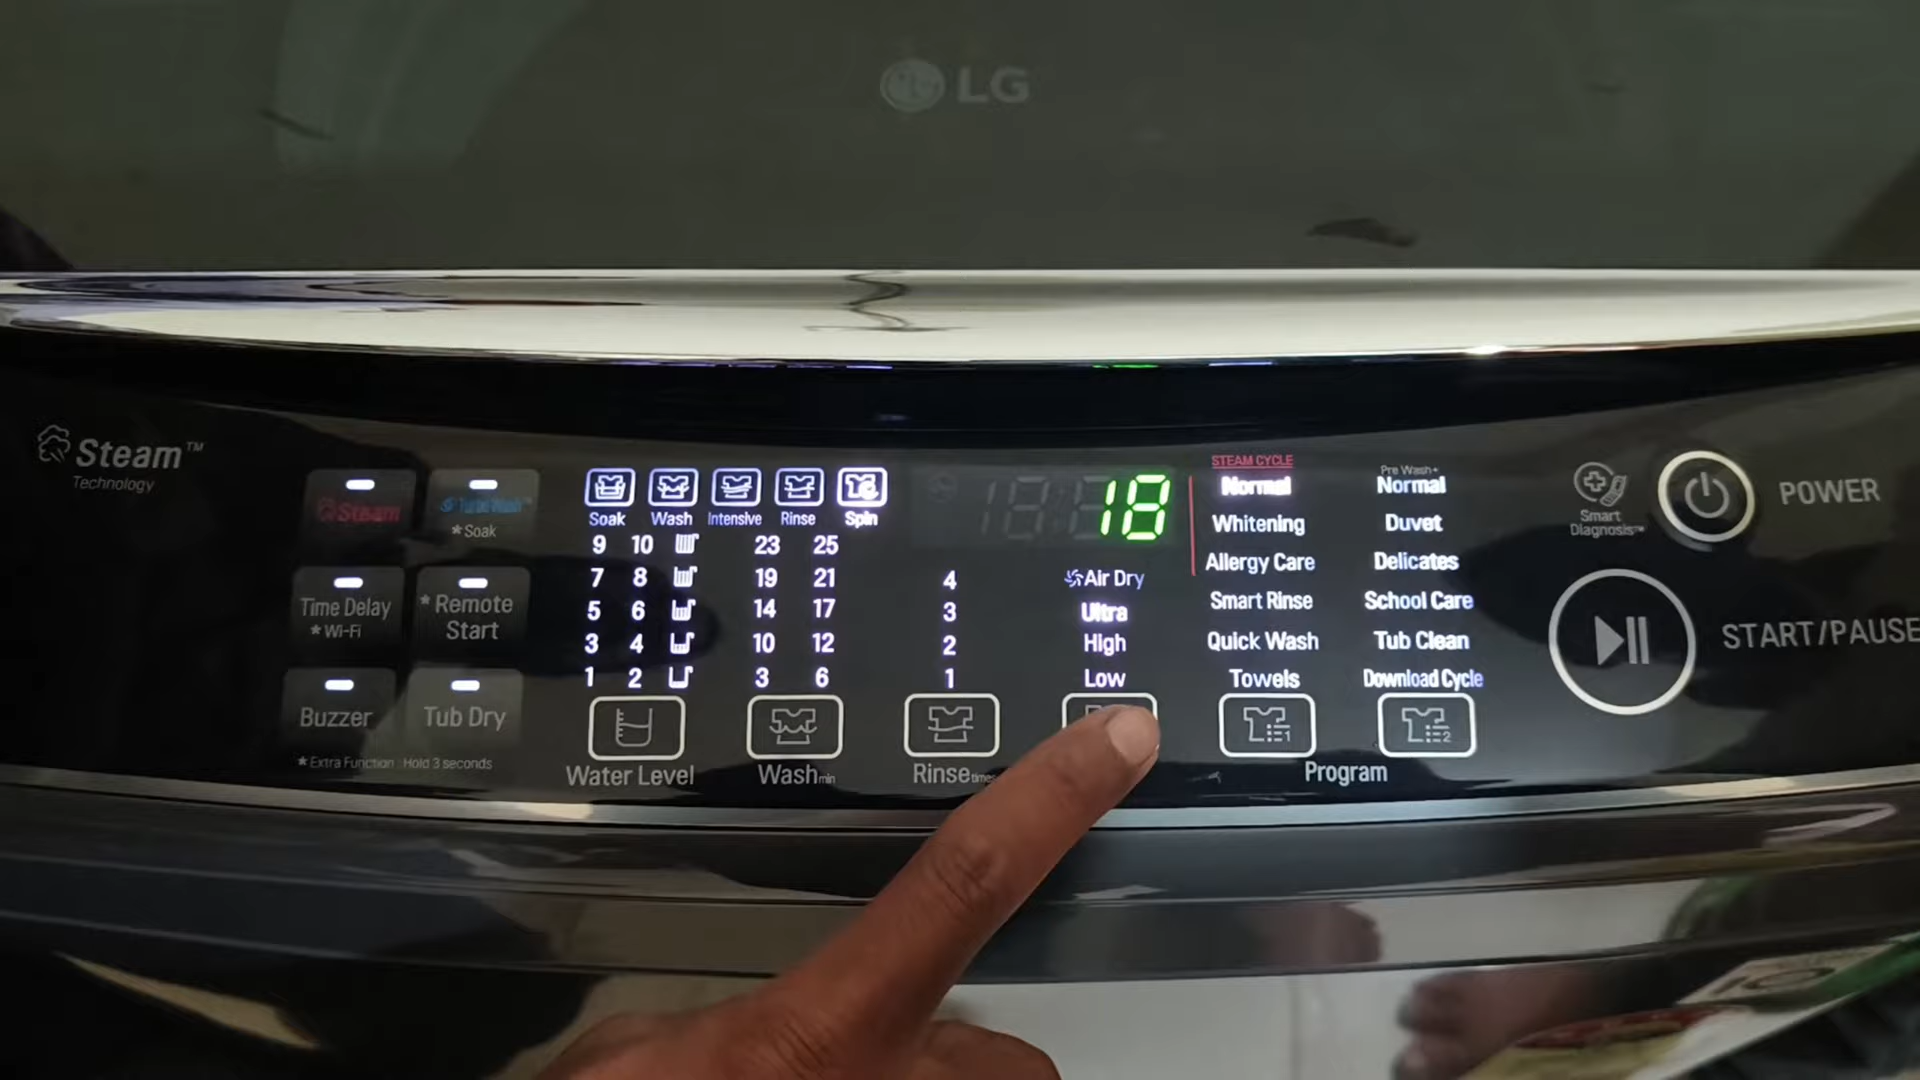 LG
Steam™
Technology
Steam
TurboWash™
*Soak
Time Delay
*Wi-Fi
*Remote
Start
Buzzer
Tub Dry
*Extra Function : Hold 3 seconds
Soak Wash Intensive Rinse Spin
9 10 23 25
7 8 19 21 4
5 6 14 17 3
3 4 10 12 2
1 2 3 6 1
18
Air Dry
Ultra
High
Low
Water Level
Wash min
Rinse times
STEAM CYCLE
Normal
Whitening
Allergy Care
Smart Rinse
Quick Wash
Towels
Pre Wash+
Normal
Duvet
Delicates
School Care
Tub Clean
Download Cycle
1
2
Program
Smart
Diagnosis™
POWER
START/PAUSE